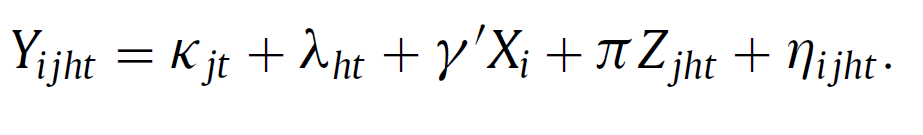 Y_{ijht} = κ_{jt} + λ_{ht} + γ′X_i + πZ_{jht} + η_{ijht}.